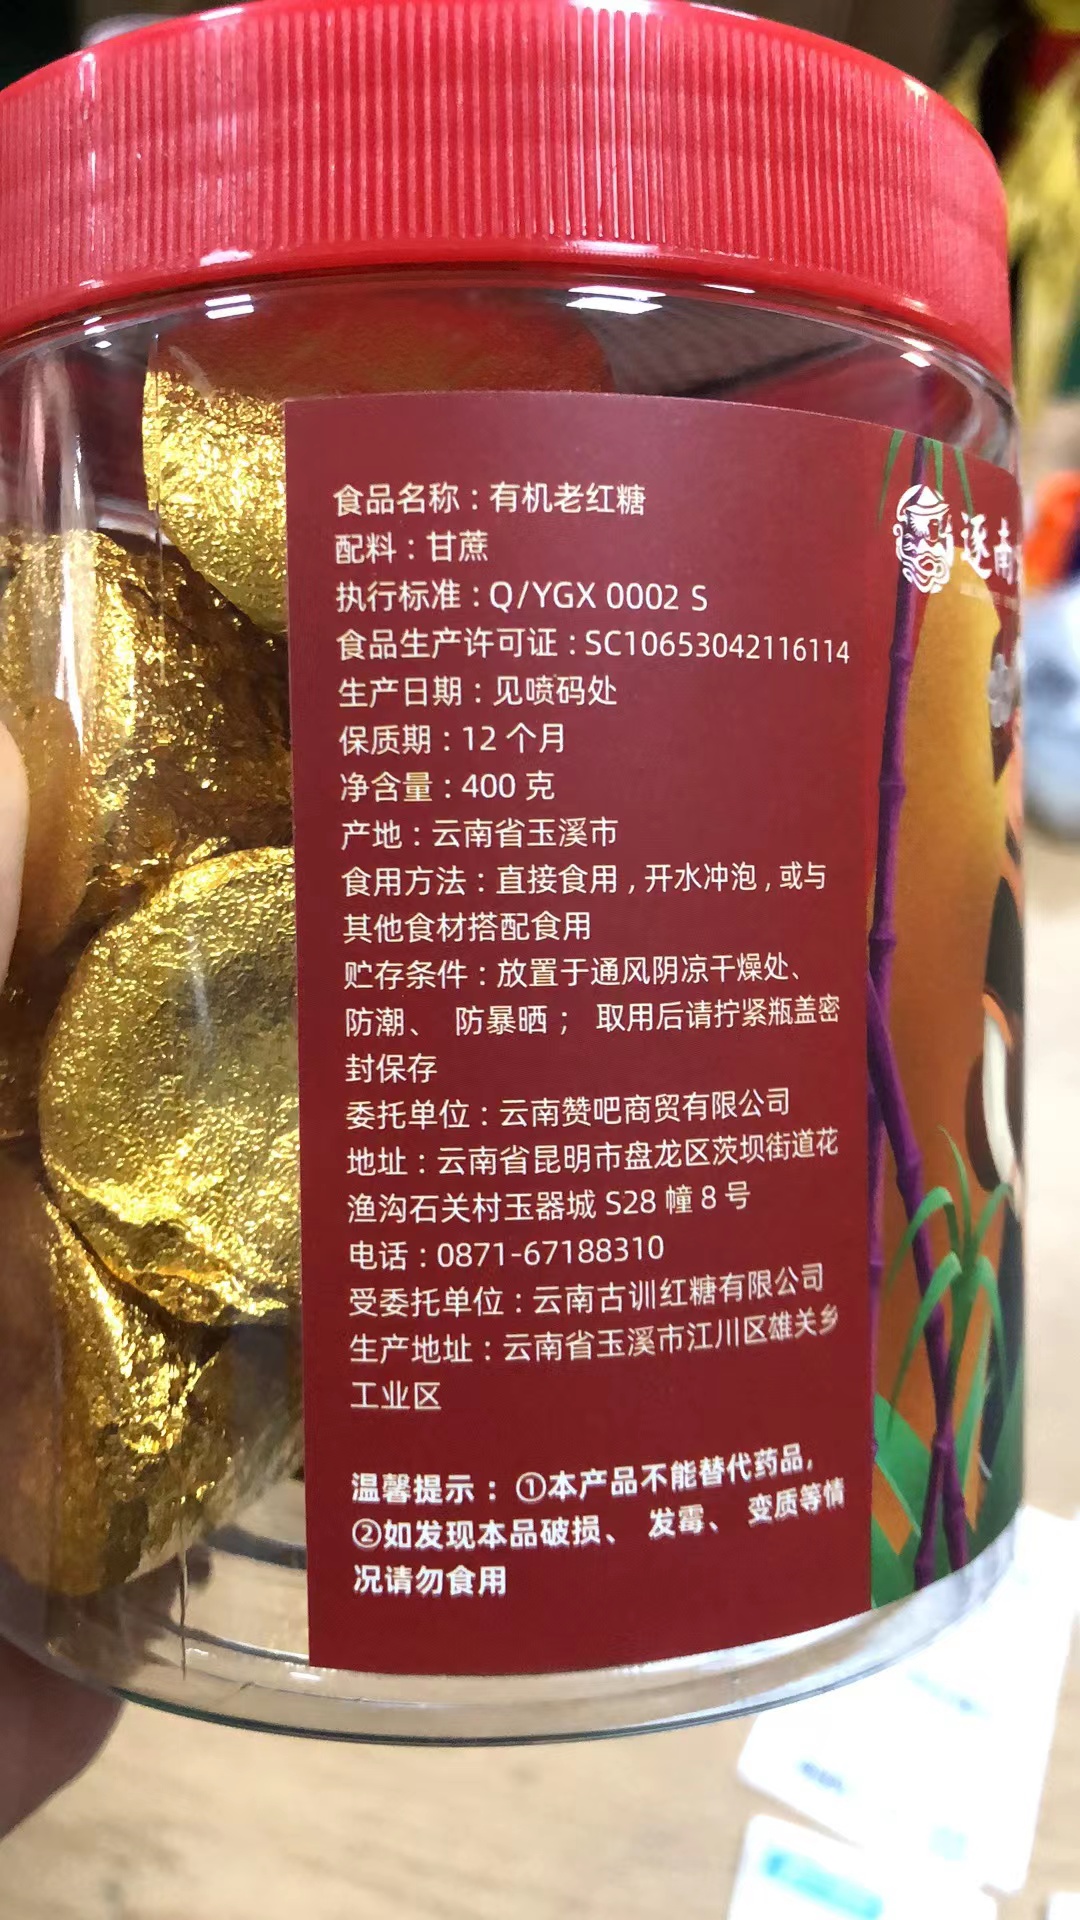 食品名称：有机老红糖
配料：甘蔗
执行标准：Q/YGX 0002 S
食品生产许可证：SC10653042116114
生产日期：见喷码处
保质期：12 个月
净含量：400 克
产地：云南省玉溪市
食用方法：直接食用，开水冲泡，或与
其他食材搭配食用
贮存条件：放置于通风阴凉干燥处、
防潮、 防暴晒； 取用后请拧紧瓶盖密
封保存
委托单位：云南赞吧商贸有限公司
地址：云南省昆明市盘龙区茨坝街道花
渔沟石关村玉器城 S28 幢 8 号
电话：0871-67188310
受委托单位：云南古训红糖有限公司
生产地址：云南省玉溪市江川区雄关乡
工业区
温馨提示：①本产品不能替代药品，
②如发现本品破损、 发霉、 变质等情
况请勿食用
逐南